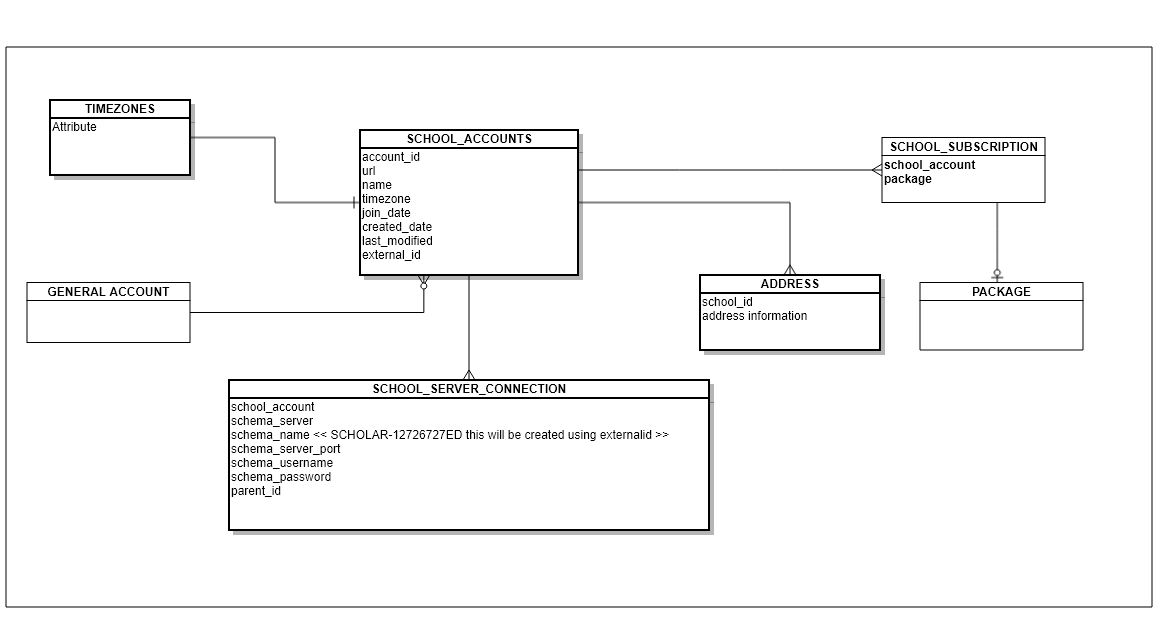 TIMEZONES
Attribute
SCHOOL_ACCOUNTS
account_id
url
name
timezone
join_date
created_date
last_modified
external_id
SCHOOL_SUBSCRIPTION
school_account
package
GENERAL ACCOUNT
ADDRESS
school_id
address information
PACKAGE
SCHOOL_SERVER_CONNECTION
school_account
schema_server
schema_name << SCHOLAR-12726727ED this will be created using externalid >>
schema_server_port
schema_username
schema_password
parent_id